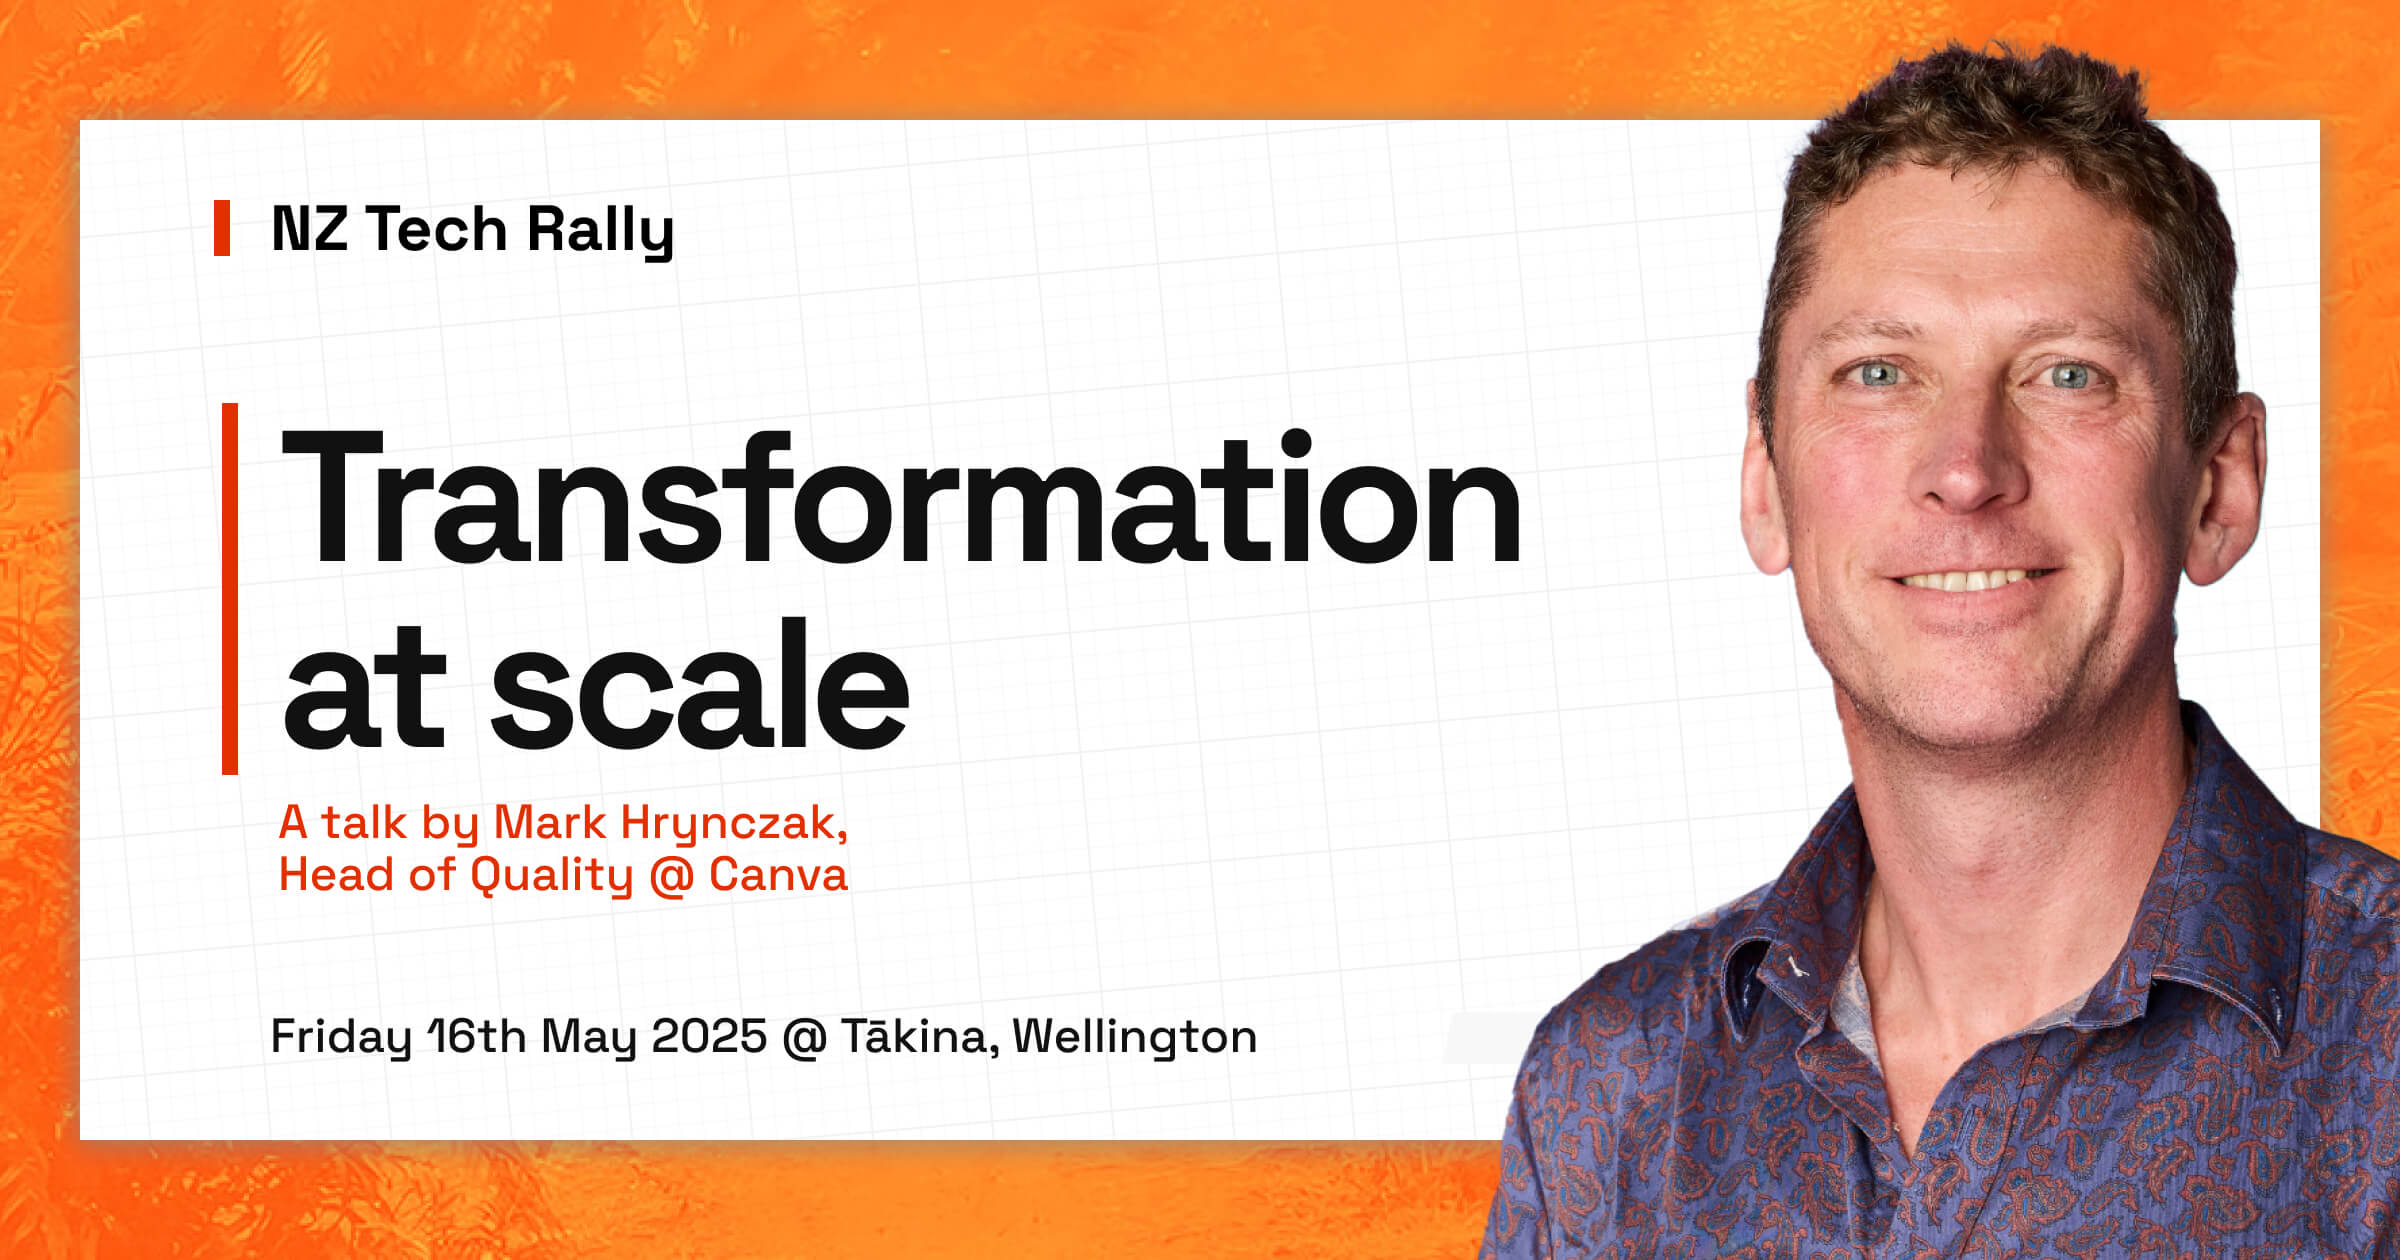 NZ Tech Rally
Transformation
at scale
A talk by Mark Hrynczak,
Head of Quality @ Canva
Friday 16th May 2025 @ Tākina, Wellington